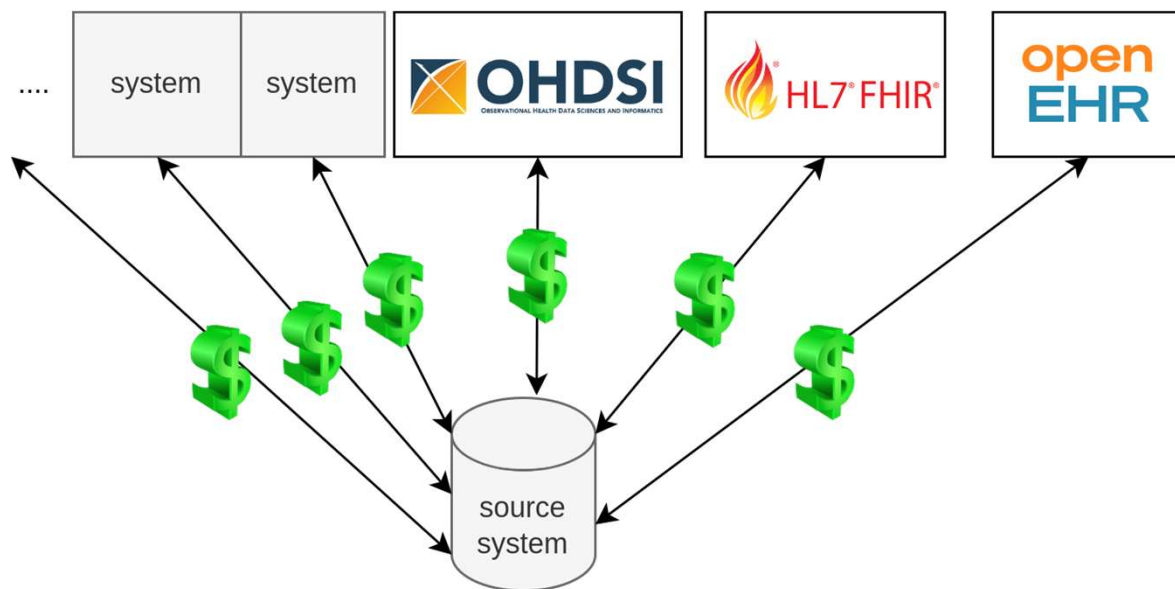 ....
system
system
OHDSI
OBSERVATIONAL HEALTH DATA SCIENCES AND INFORMATICS
HL7® FHIR®
open
EHR
source
system